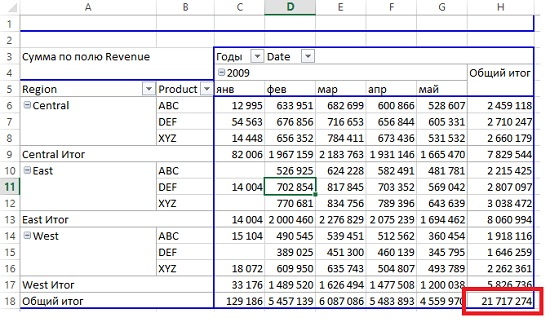 A B C D E F G H
1
2
3 Сумма по полю Revenue Годы Date
4 2009 Общий итог
5 Region Product янв фев мар апр май
6 Central ABC 12 995 633 951 682 699 600 866 528 607 2 459 118
7 DEF 54 563 676 856 716 653 656 844 605 331 2 710 247
8 XYZ 14 448 656 352 784 411 673 436 531 532 2 660 179
9 Central Итог 82 006 1 967 159 2 183 763 1 931 146 1 665 470 7 829 544
10 East ABC 526 925 624 228 582 491 481 781 2 215 425
11 DEF 14 004 702 854 817 845 703 352 569 042 2 807 097
12 XYZ 770 681 834 756 789 396 643 639 3 038 472
13 East Итог 14 004 2 000 460 2 276 829 2 075 239 1 694 462 8 060 994
14 West ABC 15 104 490 545 539 451 512 562 360 454 1 918 116
15 DEF 389 025 451 300 460 139 345 795 1 646 259
16 XYZ 18 072 609 950 635 743 504 807 493 789 2 262 361
17 West Итог 33 176 1 489 520 1 626 494 1 477 508 1 200 038 5 826 736
18 Общий итог 129 186 5 457 139 6 087 086 5 483 893 4 559 970 21 717 274